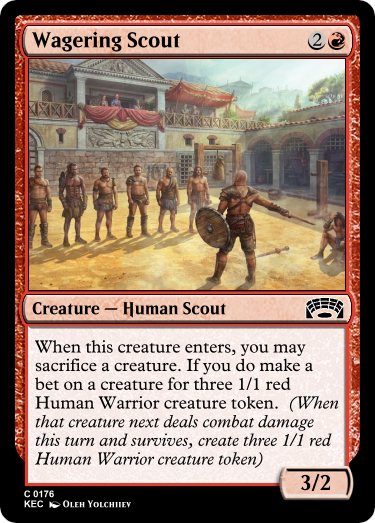 Wagering Scout 2
Creature — Human Scout
When this creature enters, you may
sacrifice a creature. If you do make a
bet on a creature for three 1/1 red
Human Warrior creature token. (When
that creature next deals combat damage
this turn and survives, create three 1/1 red
Human Warrior creature token)
3/2
C 0176
KEC Oleh Yolchiiev